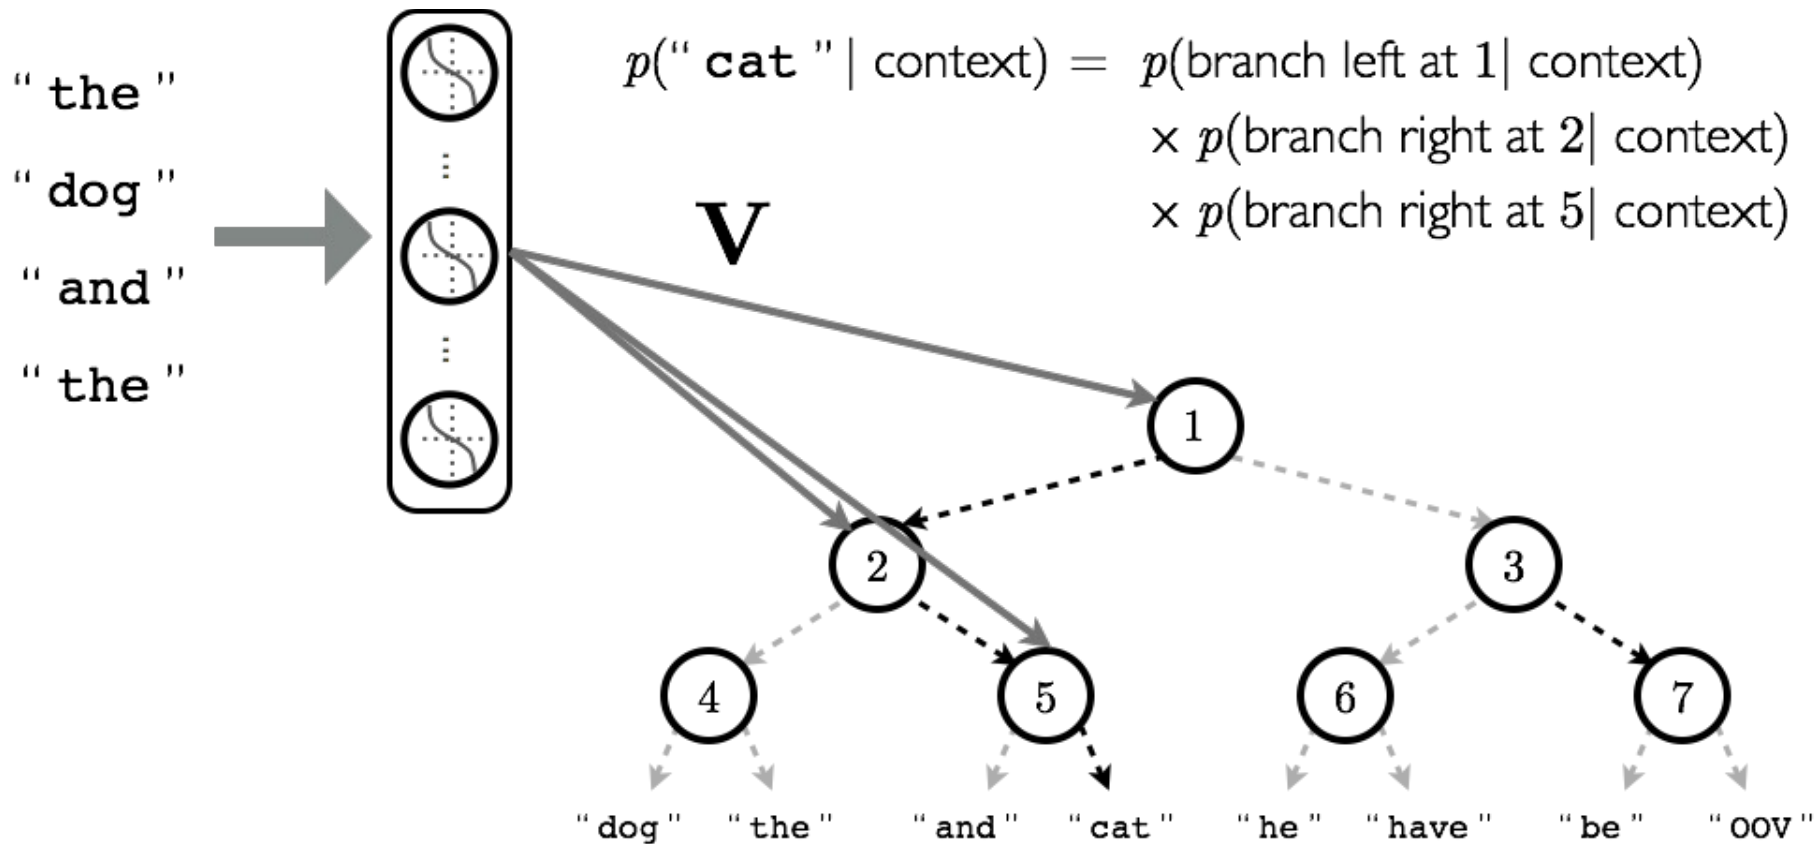 p(“ cat ”| context) = p(branch left at 1| context)
× p(branch right at 2| context)
× p(branch right at 5| context)
“ the ”
“ dog ”
“ and ”
“ the ”
V
1
2
3
4
5
6
7
“dog” “the” “and” “cat” “he” “have” “be” “OOV”